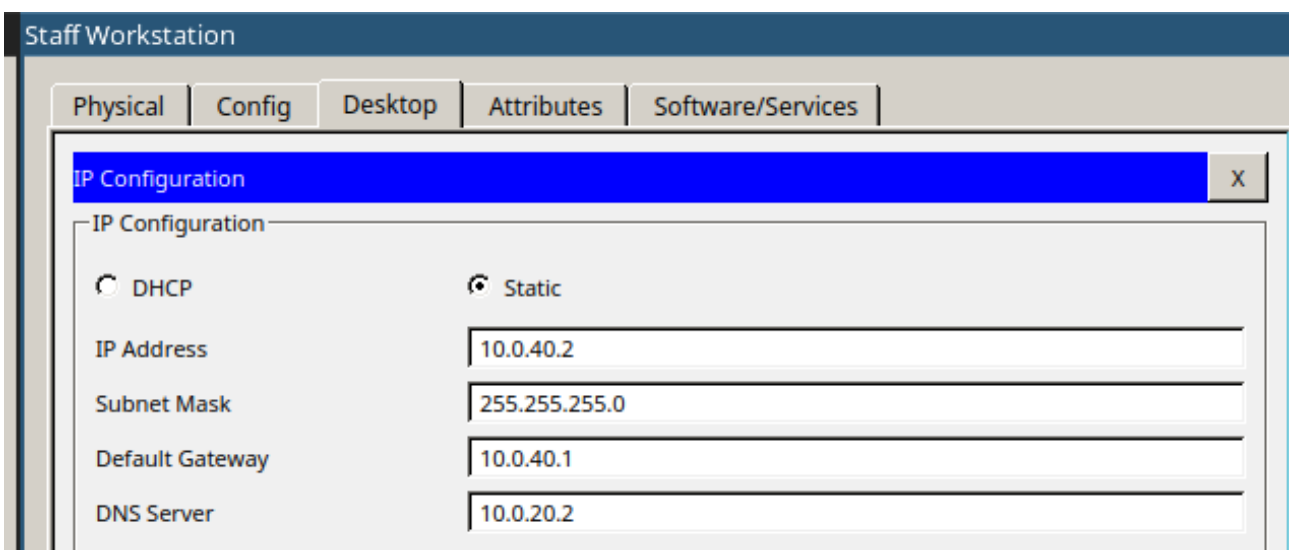 Staff Workstation
Physical Config Desktop Attributes Software/Services
IP Configuration X
IP Configuration
DHCP Static
IP Address 10.0.40.2
Subnet Mask 255.255.255.0
Default Gateway 10.0.40.1
DNS Server 10.0.20.2